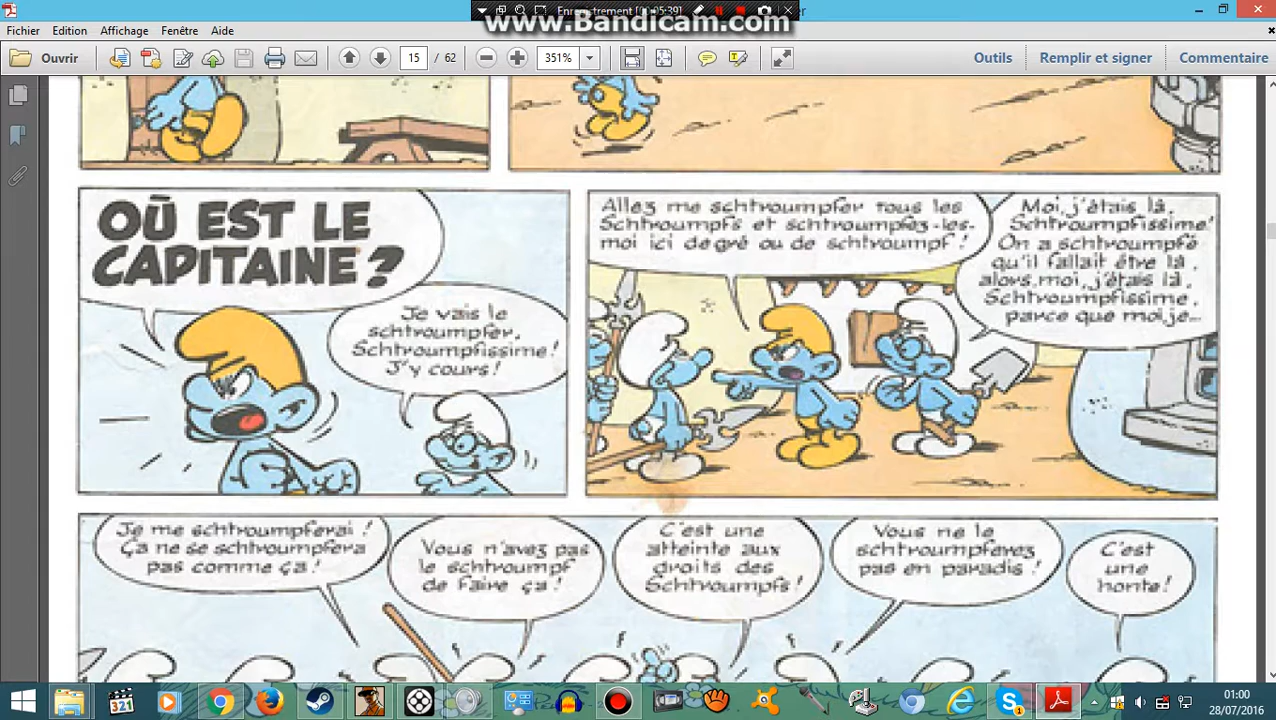 Enregistrement [00:05:39]
www.Bandicam.com
Fichier Edition Affichage Fenêtre Aide
Ouvrir 15 / 62 351% Outils Remplir et signer Commentaire
OÙ EST LE
CAPITAINE ?
Je vais le
schtroumpfer,
Schtroumpfissime !
J'y cours !
Allez me schtroumpfer tous les
Schtroumpfs et schtroumpfez-les-
moi ici de gré ou de schtroumpf !
Moi, j'étais là,
Schtroumpfissime !
On a schtroumpfé
qu'il fallait être là,
alors, moi, j'étais là,
Schtroumpfissime,
parce que moi, je...
Je me schtroumpferai !
Ça ne se schtroumpfera
pas comme ça !
Vous n'avez pas
le schtroumpf
de faire ça !
C'est une
atteinte aux
droits des
Schtroumpfs !
Vous ne le
schtroumpferez
pas en paradis !
C'est
une
honte !
321
01:00
28/07/2016